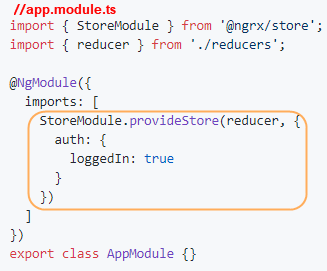 //app.module.ts
import { StoreModule } from '@ngrx/store';
import { reducer } from './reducers';
@NgModule({
imports: [
StoreModule.provideStore(reducer, {
auth: {
loggedIn: true
}
})
]
})
export class AppModule {}